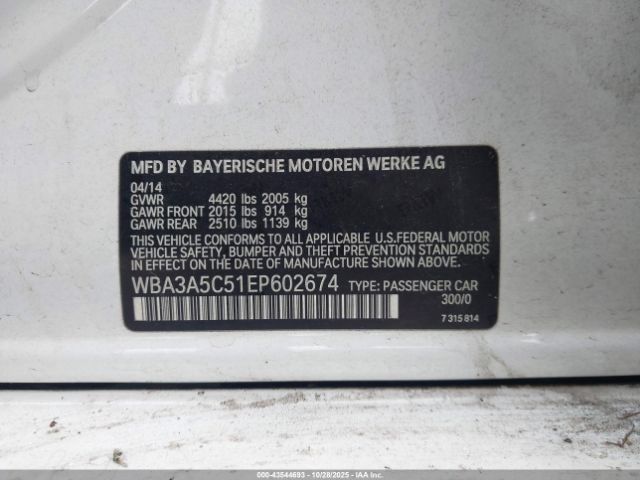 MFD BY BAYERISCHE MOTOREN WERKE AG
04/14
GVWR 4420 lbs 2005 kg
GAWR FRONT 2015 lbs 914 kg
GAWR REAR 2510 lbs 1139 kg
THIS VEHICLE CONFORMS TO ALL APPLICABLE U.S.FEDERAL MOTOR
VEHICLE SAFETY, BUMPER AND THEFT PREVENTION STANDARDS
IN EFFECT ON THE DATE OF MANUFACTURE SHOWN ABOVE.
WBA3A5C51EP602674 TYPE: PASSENGER CAR
300/0
7 315 814
000-43544693 - 10/28/2025 - IAAI.com - Copyright